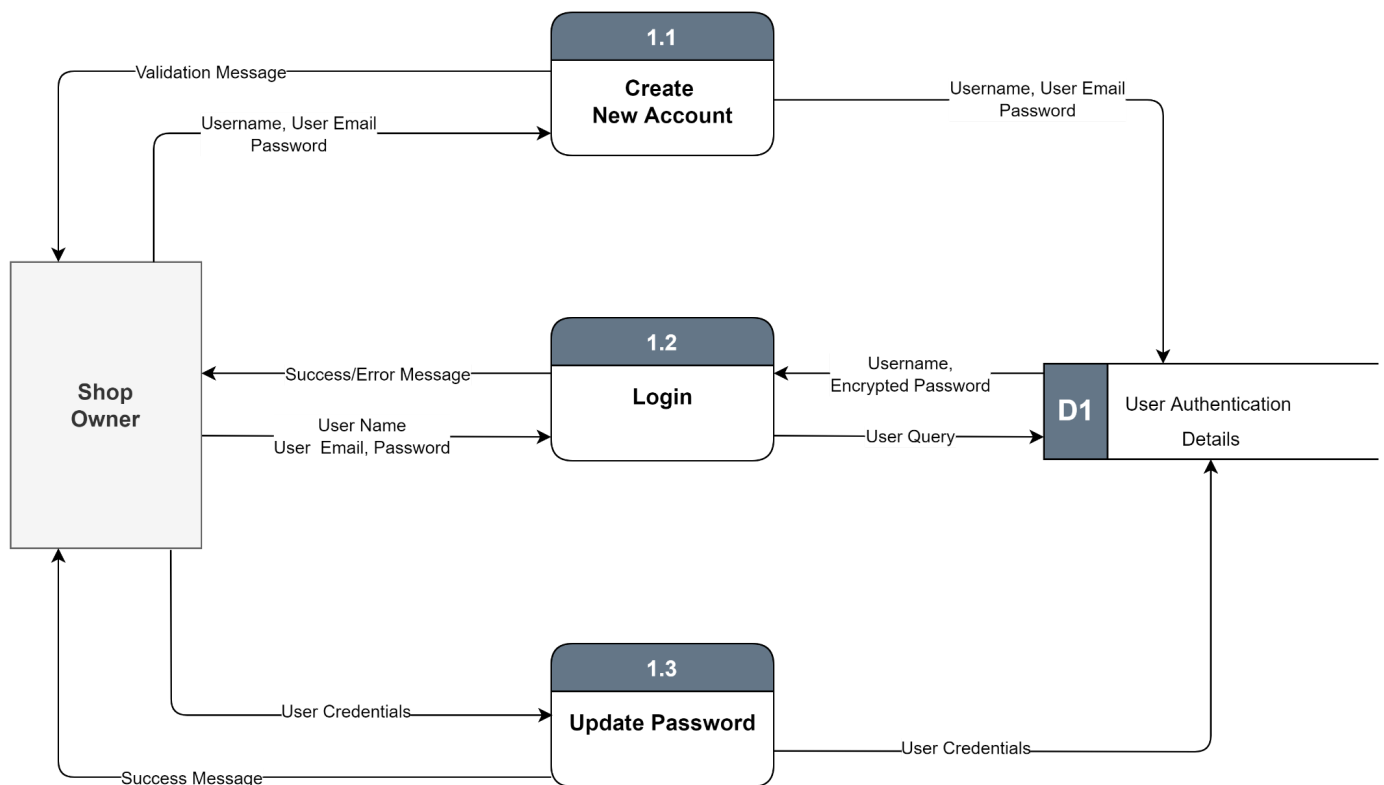 1.1
Create
New Account
Validation Message
Username, User Email
Password
Username, User Email
Password
Shop
Owner
1.2
Login
Success/Error Message
User Name
User  Email, Password
Username,
Encrypted Password
User Query
D1
User Authentication
Details
1.3
Update Password
User Credentials
Success Message
User Credentials